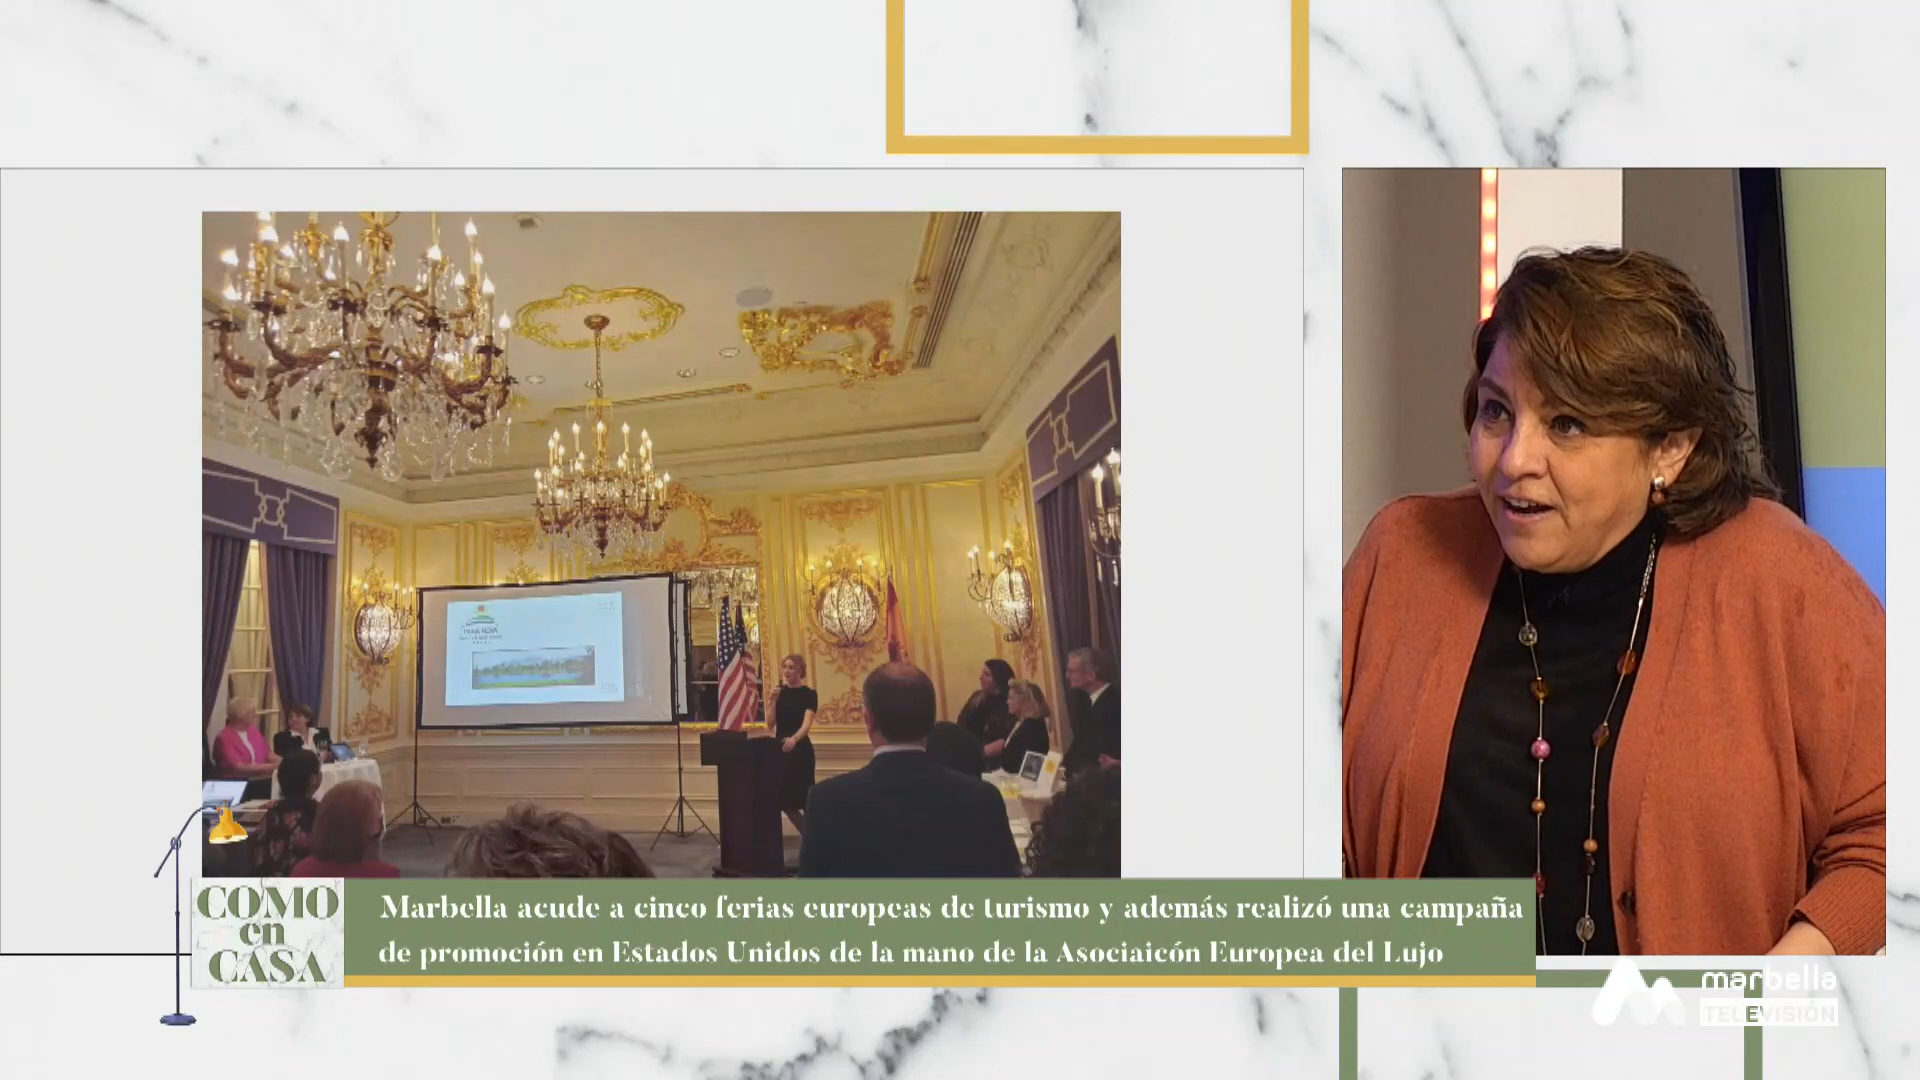 COMO
en
CASA
Marbella acude a cinco ferias europeas de turismo y además realizó una campaña
de promoción en Estados Unidos de la mano de la Asociaicón Europea del Lujo
marbella
TELEVISIÓN